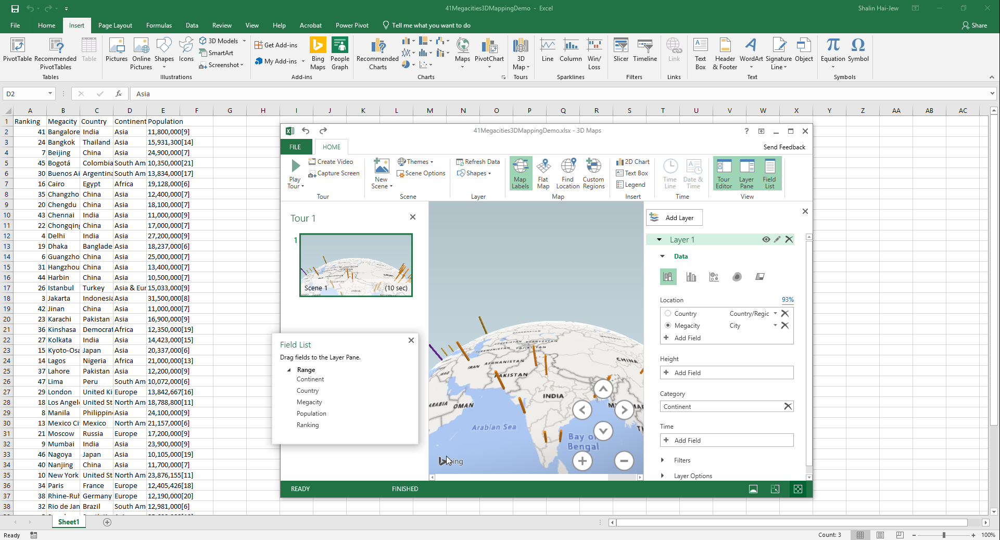 41Megacities3DMappingDemo - Excel
Shalin Hai-Jew
File Home Insert Page Layout Formulas Data Review View Help Acrobat Power Pivot Tell me what you want to do Share
PivotTable Recommended PivotTables Table
Tables
Pictures Online Pictures Shapes Icons 3D Models SmartArt Screenshot
Illustrations
Get Add-ins My Add-ins Bing Maps People Graph
Add-ins
Recommended Charts Maps PivotChart
Charts
3D Map
Tours
Line Column Win/Loss
Sparklines
Slicer Timeline
Filters
Link
Links
Text Box Header & Footer WordArt Signature Line Object
Text
Equation Symbol
Symbols
D2 fx Asia
A B C D E F G H I J K L M N O P Q R S T U V W X Y Z AA AB AC
1 Ranking Megacity Country Continent Population
2 41 Bangalore India Asia 11,800,000[9]
3 24 Bangkok Thailand Asia 15,931,300[14]
4 7 Beijing China Asia 24,900,000[7]
5 45 Bogotá Colombia South Am 10,350,000[21]
6 30 Buenos Ai Argentina South Am 13,834,000[17]
7 16 Cairo Egypt Africa 19,128,000[6]
8 35 Changzho China Asia 12,400,000[7]
9 20 Chengdu China Asia 18,100,000[7]
10 43 Chennai India Asia 11,000,000[9]
11 22 Chongqing China Asia 17,000,000[7]
12 4 Delhi India Asia 27,200,000[9]
13 19 Dhaka Banglade Asia 18,237,000[6]
14 6 Guangzho China Asia 25,000,000[7]
15 31 Hangzhou China Asia 13,400,000[7]
16 44 Harbin China Asia 10,500,000[7]
17 26 Istanbul Turkey Asia & Eur 15,033,000[9]
18 3 Jakarta Indonesia Asia 31,500,000[8]
19 42 Jinan China Asia 11,000,000[7]
20 23 Karachi Pakistan Asia 16,900,000[9]
21 36 Kinshasa Democrat Africa 12,350,000[19]
22 27 Kolkata India Asia 14,423,000[15]
23 15 Kyoto-Osa Japan Asia 20,337,000[6]
24 14 Lagos Nigeria Africa 21,000,000[13]
25 37 Lahore Pakistan Asia 12,200,000[9]
26 47 Lima Peru South Am 10,072,000[6]
27 29 London United Ki Europe 13,842,667[16]
28 18 Los Angel United St North Am 18,788,800[11]
29 8 Manila Philippin Asia 24,100,000[9]
30 13 Mexico Ci Mexico North Am 21,157,000[6]
31 21 Moscow Russia Europe 17,200,000[9]
32 9 Mumbai India Asia 23,900,000[9]
33 46 Nagoya Japan Asia 10,105,000[19]
34 40 Nanjing China Asia 11,700,000[7]
35 10 New York United St North Am 23,876,155[11]
36 34 Paris France Europe 12,405,426[18]
37 38 Rhine-Ruh Germany Europe 12,190,000[20]
38 32 Rio de Jan Brazil South Am 12,981,000[6]
41Megacities3DMappingDemo.xlsx - 3D Maps
?
FILE HOME Send Feedback
Play Tour Create Video Capture Screen
Tour
New Scene Themes Scene Options
Scene
Refresh Data Shapes
Layer
Map Labels Flat Map Find Location Custom Regions
Map
2D Chart Text Box Legend
Insert
Time Line Date & Time
Time
Tour Editor Layer Pane Field List
View
Tour 1
1
INDIA
Scene 1 (10 sec)
Field List
Drag fields to the Layer Pane.
Range
Continent
Country
Megacity
Population
Ranking
TAJIKISTAN
AFGHANISTAN
CHINA
IRAN
IRAQ
PAKISTAN
INDIA
ARABIA
OMAN
Arabian Sea
Bay of
Bengal
Add Layer
Layer 1
Data
Location 93%
Country Country/Regic
Megacity City
Add Field
Height
Add Field
Category
Continent
Time
Add Field
Filters
Layer Options
READY FINISHED
Sheet1
Ready Count: 3 100%